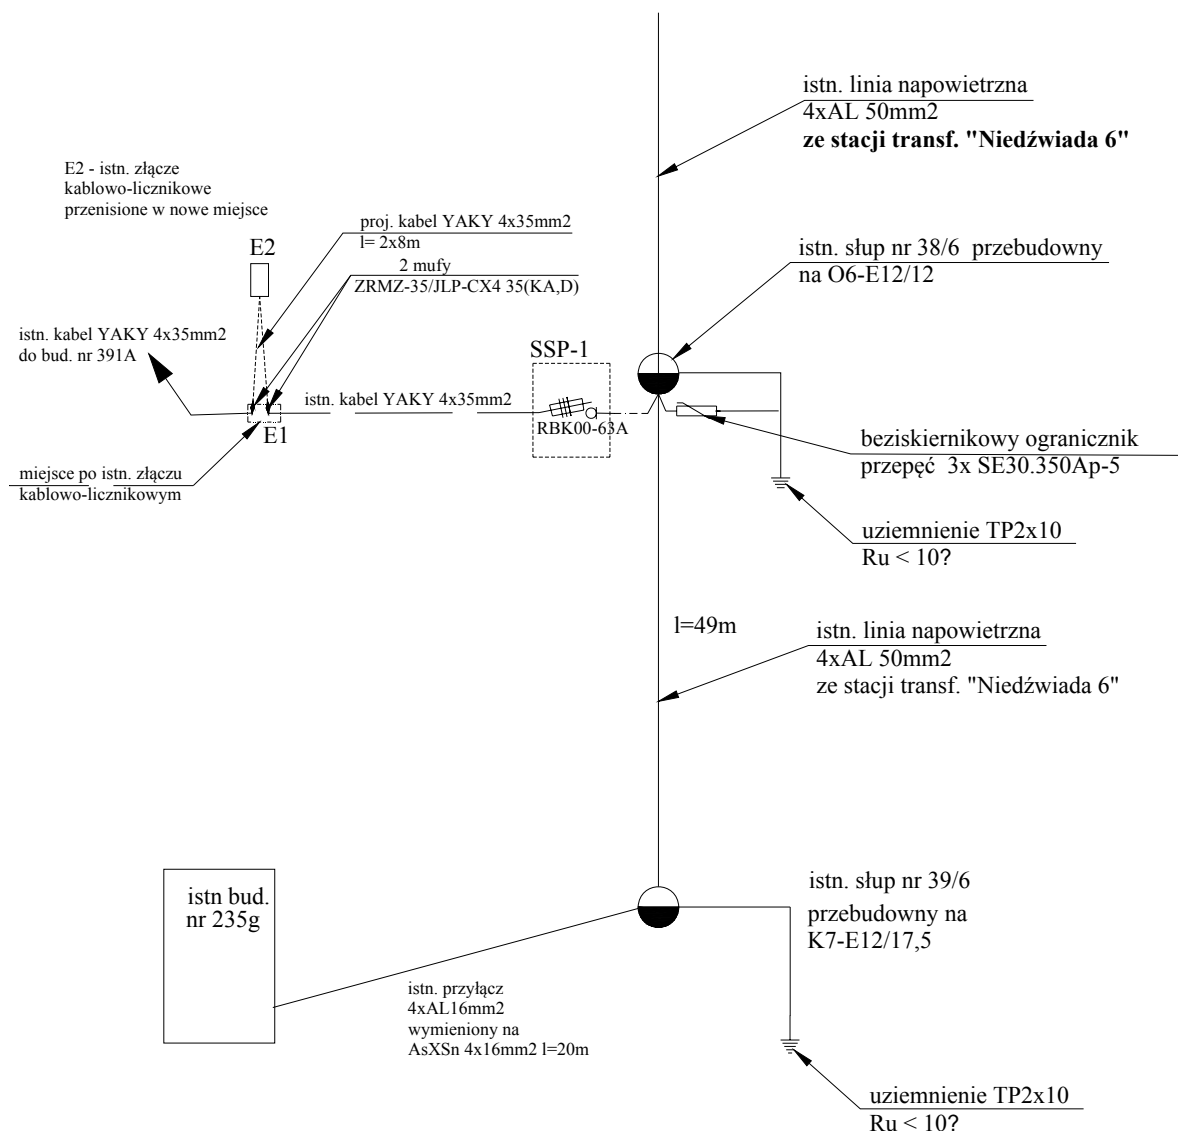 istn. linia napowietrzna
4xAL 50mm2
ze stacji transf. "Niedźwiada 6"
E2 - istn. złącze
kablowo-licznikowe
przenisione w nowe miejsce
proj. kabel YAKY 4x35mm2
l= 2x8m
E2
2 mufy
ZRMZ-35/JLP-CX4 35(KA,D)
istn. słup nr 38/6 przebudowny
na O6-E12/12
istn. kabel YAKY 4x35mm2
do bud. nr 391A
SSP-1
istn. kabel YAKY 4x35mm2
RBK00-63A
E1
beziskiernikowy ogranicznik
przepęć 3x SE30.350Ap-5
miejsce po istn. złączu
kablowo-licznikowym
uziemnienie TP2x10
Ru < 10?
l=49m
istn. linia napowietrzna
4xAL 50mm2
ze stacji transf. "Niedźwiada 6"
istn bud.
nr 235g
istn. słup nr 39/6
przebudowny na
K7-E12/17,5
istn. przyłącz
4xAL16mm2
wymieniony na
AsXSn 4x16mm2 l=20m
uziemnienie TP2x10
Ru < 10?